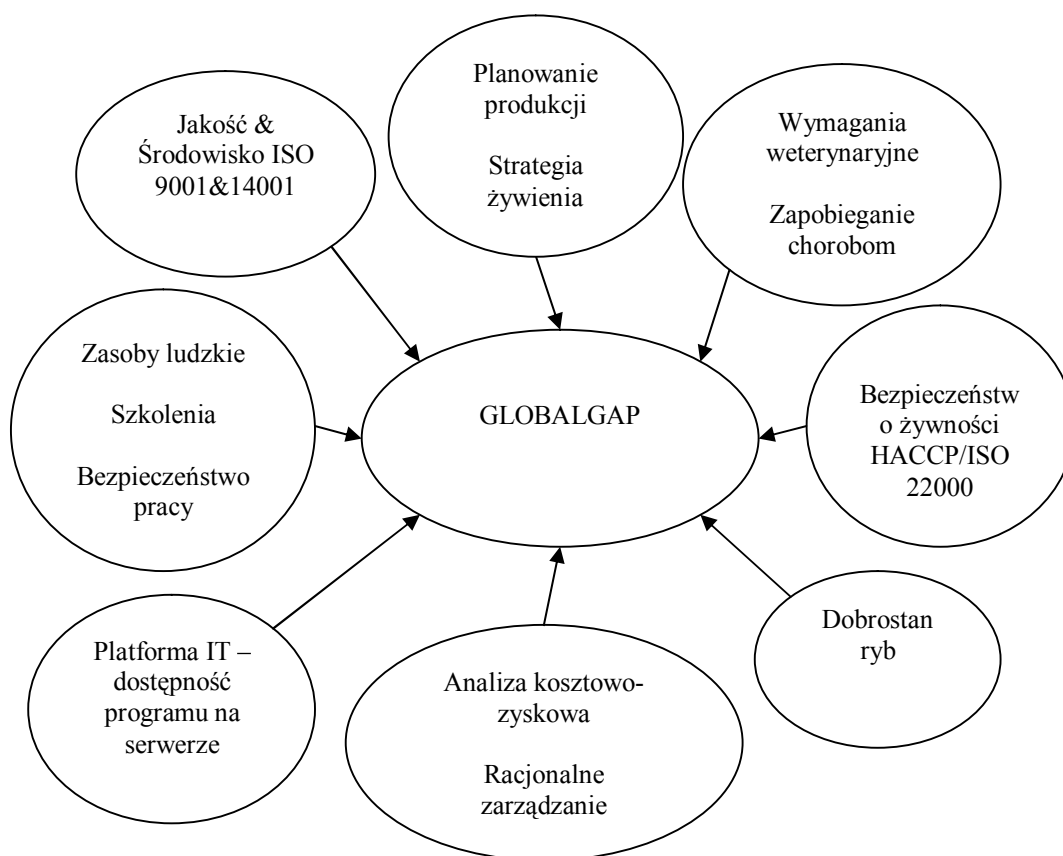 Planowanie
produkcji
Strategia
żywienia
Jakość &
Środowisko ISO
9001&14001
Wymagania
weterynaryjne
Zapobieganie
chorobom
Zasoby ludzkie
Szkolenia
Bezpieczeństwo
pracy
GLOBALGAP
Bezpieczeństw
o żywności
HACCP/ISO
22000
Platforma IT –
dostępność
programu na
serwerze
Analiza kosztowo-
zyskowa
Racjonalne
zarządzanie
Dobrostan
ryb